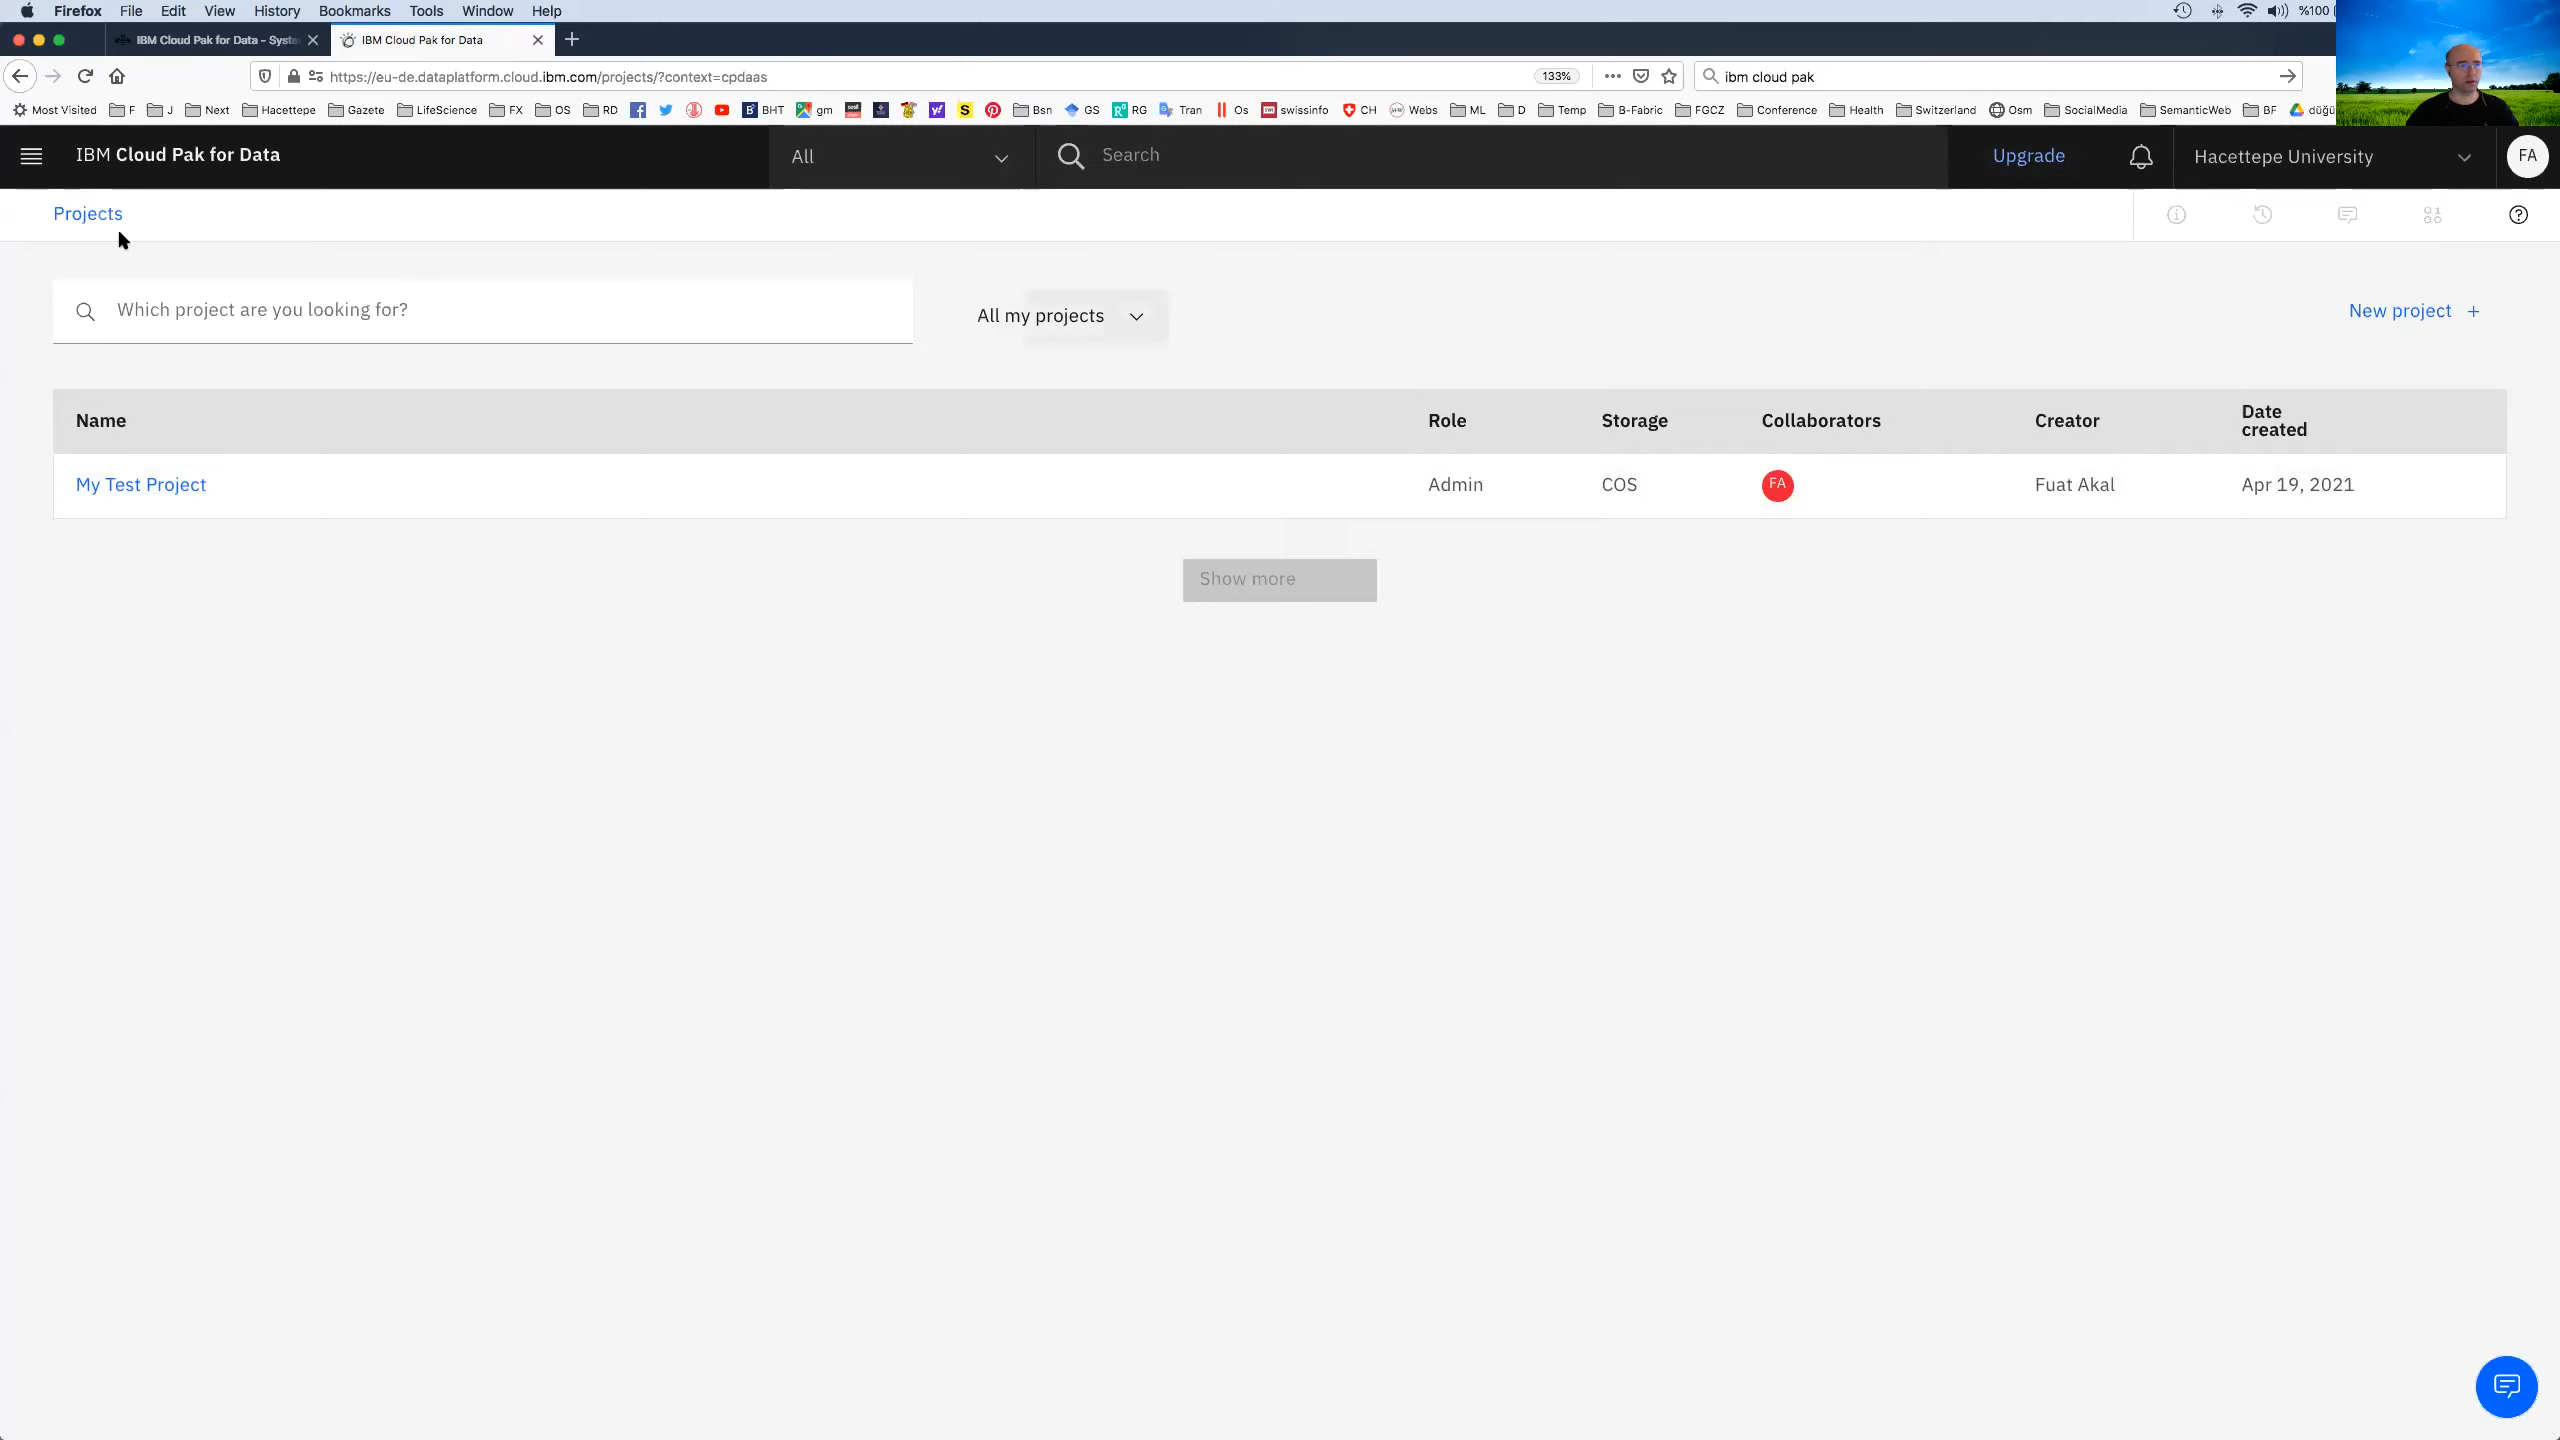 Firefox File Edit View History Bookmarks Tools Window Help %100
IBM Cloud Pak for Data – Syste
IBM Cloud Pak for Data
https://eu-de.dataplatform.cloud.ibm.com/projects/?context=cpdaas 133% ibm cloud pak
Most Visited F J Next Hacettepe Gazete LifeScience FX OS RD BHT gm Bsn GS RG Tran Os swissinfo CH Webs ML D Temp B-Fabric FGCZ Conference Health Switzerland Osm SocialMedia SemanticWeb BF düğü
IBM Cloud Pak for Data All Search Upgrade Hacettepe University FA
Projects
Which project are you looking for? All my projects New project +
Name Role Storage Collaborators Creator Date created
My Test Project Admin COS FA Fuat Akal Apr 19, 2021
Show more